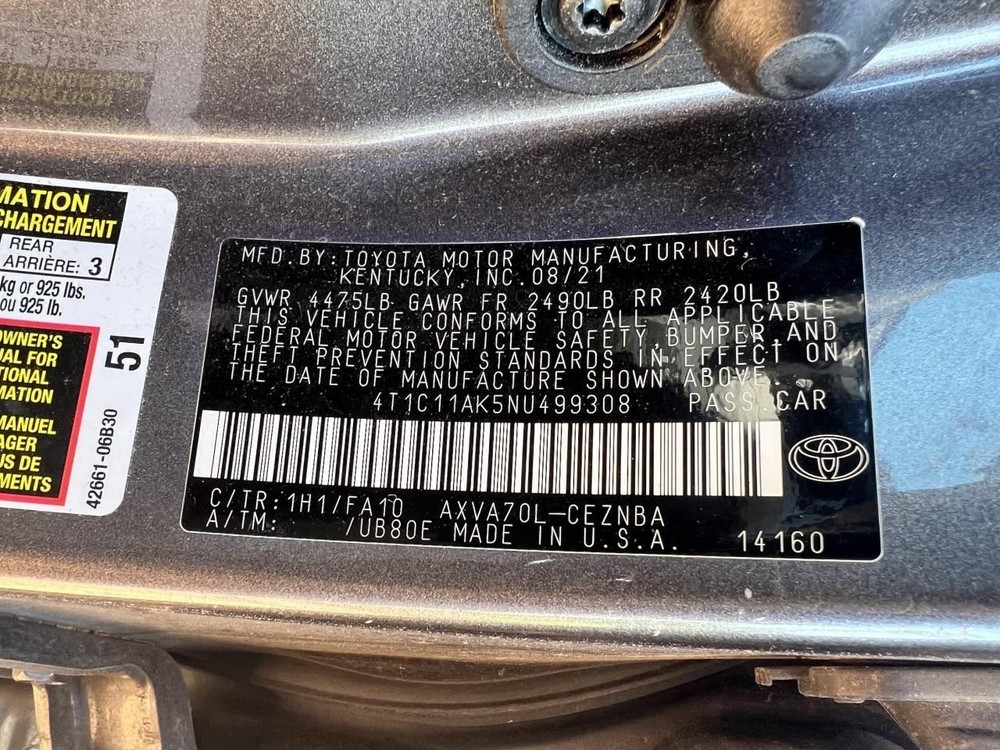 MATION
CHARGEMENT
REAR
ARRIÈRE: 3
kg or 925 lbs.
ou 925 lb.
OWNER'S
UAL FOR
TIONAL
MATION
MANUEL
AGER
US DE
MENTS
51
42661-06B30
MFD.BY:TOYOTA MOTOR MANUFACTURING,
KENTUCKY,INC.08/21
GVWR 4475LB GAWR FR 2490LB RR 2420LB
THIS VEHICLE CONFORMS TO ALL APPLICABLE
FEDERAL MOTOR VEHICLE SAFETY,BUMPER,AND
THEFT PREVENTION STANDARDS IN EFFECT ON
THE DATE OF MANUFACTURE SHOWN ABOVE.
4T1C11AK5NU499308 PASS.CAR
C/TR:1H1/FA10 AXVA70L-CEZNBA
A/TM: /UB80E MADE IN U.S.A. 14160